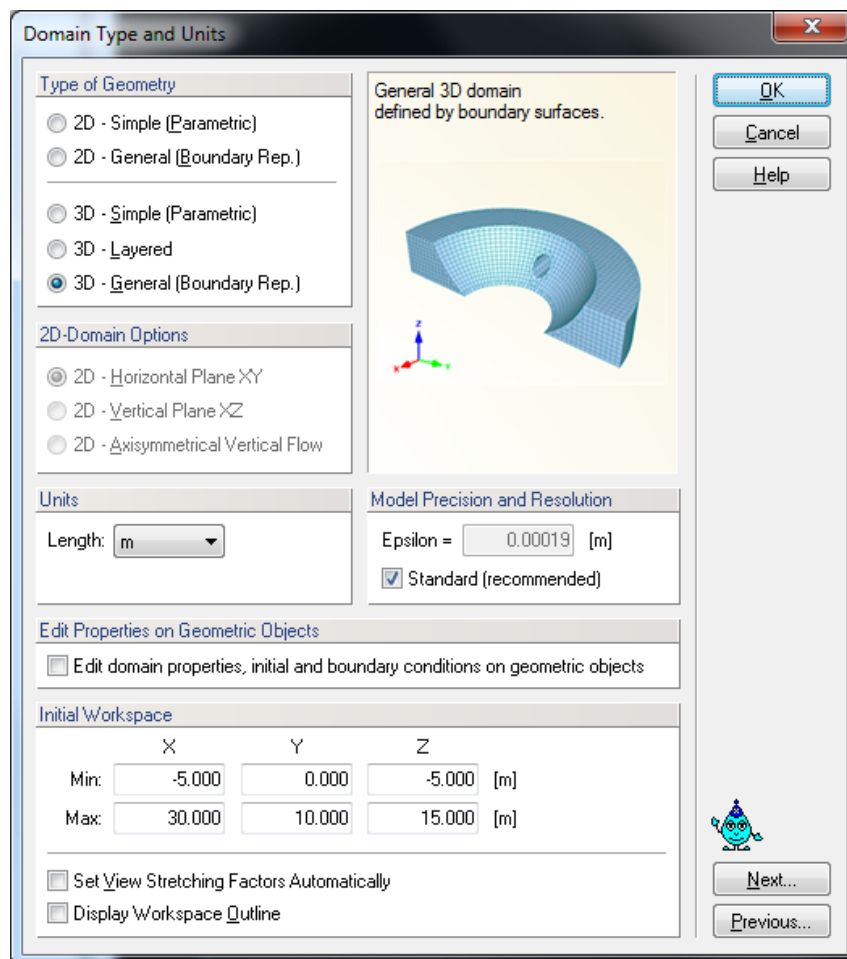 Domain Type and Units
Type of Geometry
2D - Simple (Parametric)
2D - General (Boundary Rep.)
3D - Simple (Parametric)
3D - Layered
3D - General (Boundary Rep.)
General 3D domain
defined by boundary surfaces.
z
x
Y
OK
Cancel
Help
2D-Domain Options
2D - Horizontal Plane XY
2D - Vertical Plane XZ
2D - Axisymmetrical Vertical Flow
Units
Length: m
Model Precision and Resolution
Epsilon = 0.00019 [m]
Standard (recommended)
Edit Properties on Geometric Objects
Edit domain properties, initial and boundary conditions on geometric objects
Initial Workspace
X Y Z
Min: -5.000 0.000 -5.000 [m]
Max: 30.000 10.000 15.000 [m]
Set View Stretching Factors Automatically
Display Workspace Outline
Next...
Previous...